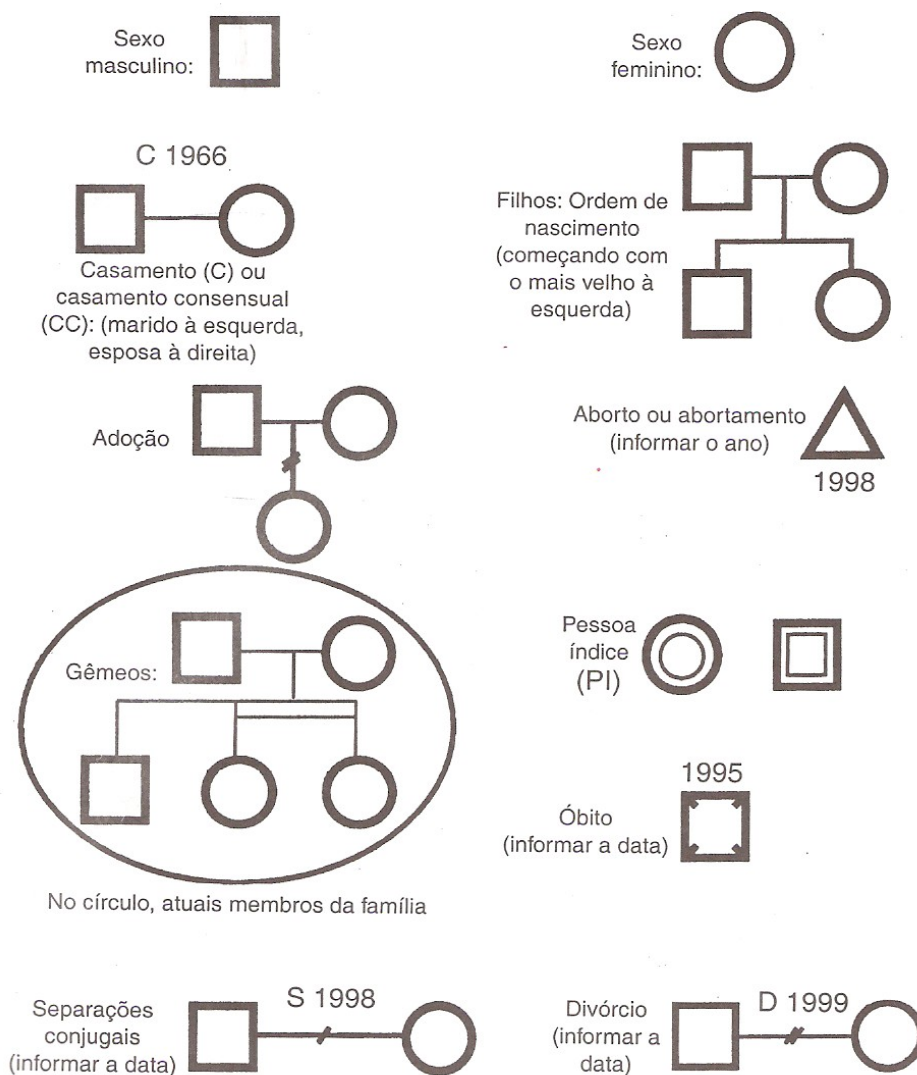 Sexo
masculino:
Sexo
feminino:
C 1966
Casamento (C) ou
casamento consensual
(CC): (marido à esquerda,
esposa à direita)
Filhos: Ordem de
nascimento
(começando com
o mais velho à
esquerda)
Adoção
Aborto ou abortamento
(informar o ano)
1998
Gêmeos:
No círculo, atuais membros da família
Pessoa
índice
(PI)
1995
Óbito
(informar a data)
Separações
conjugais
(informar a data)
S 1998
Divórcio
(informar a
data)
D 1999